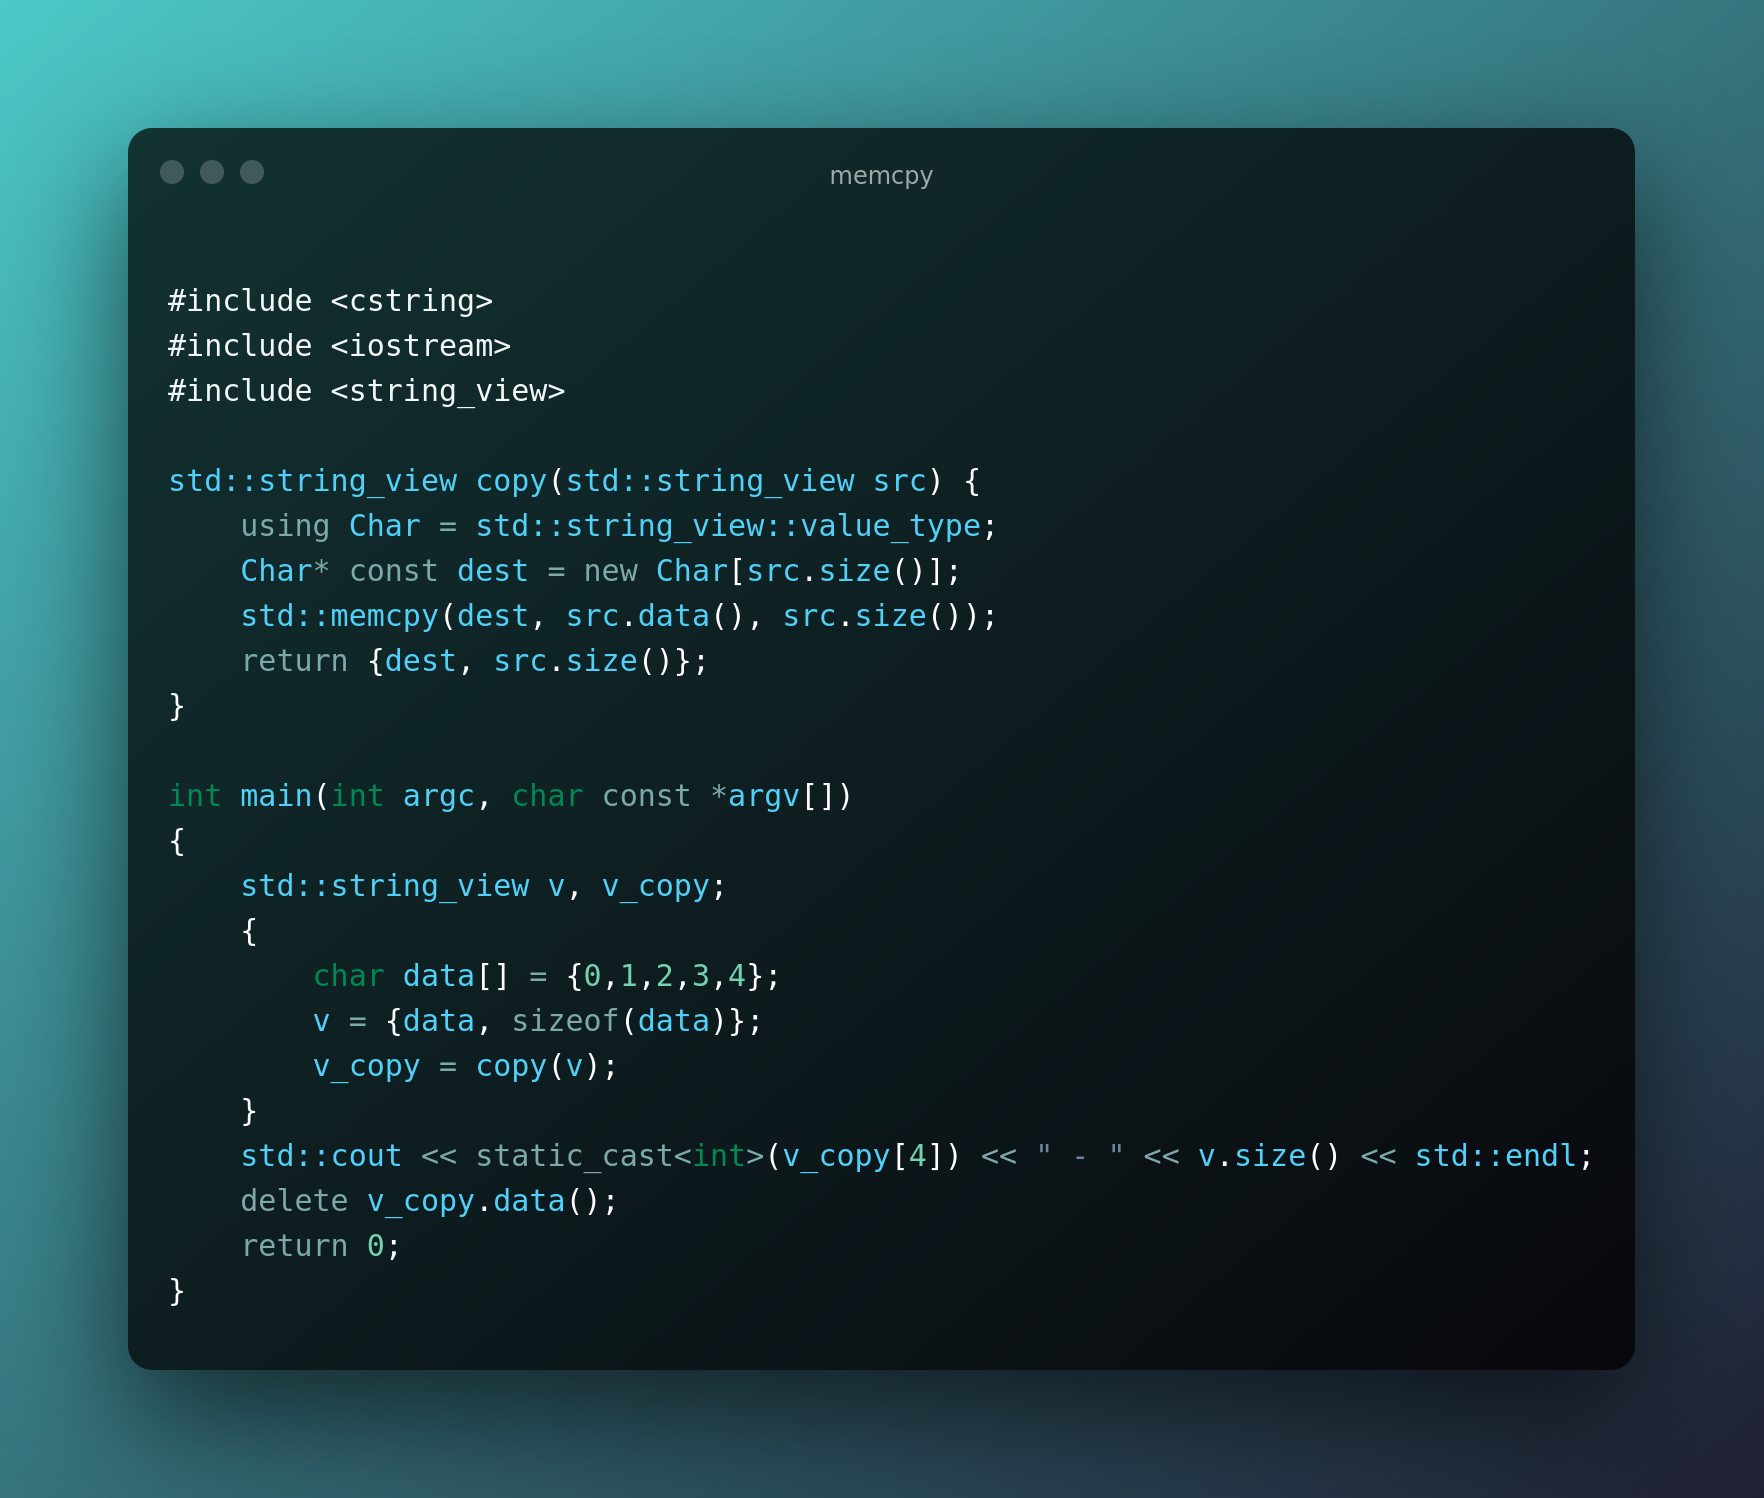 memcpy
#include <cstring>
#include <iostream>
#include <string_view>
std::string_view copy(std::string_view src) {
    using Char = std::string_view::value_type;
    Char* const dest = new Char[src.size()];
    std::memcpy(dest, src.data(), src.size());
    return {dest, src.size()};
}
int main(int argc, char const *argv[])
{
    std::string_view v, v_copy;
    {
        char data[] = {0,1,2,3,4};
        v = {data, sizeof(data)};
        v_copy = copy(v);
    }
    std::cout << static_cast<int>(v_copy[4]) << " - " << v.size() << std::endl;
    delete v_copy.data();
    return 0;
}